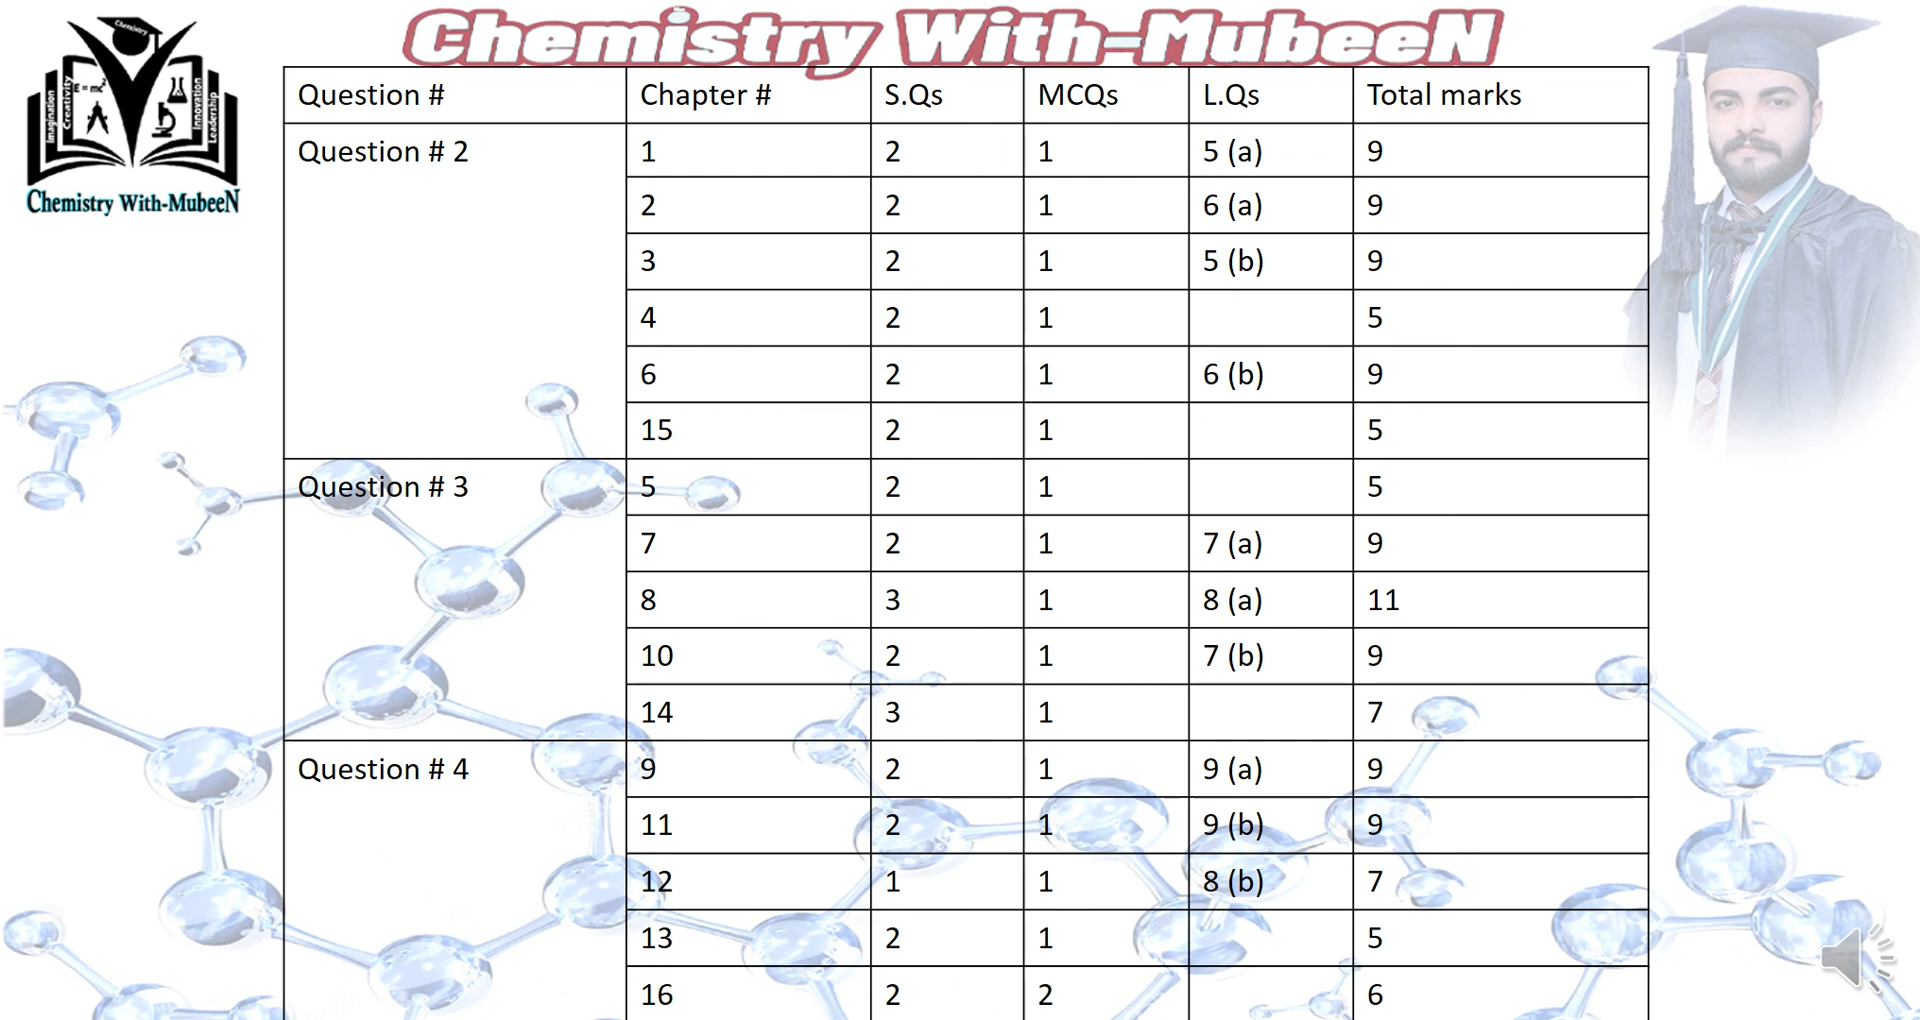 Chemistry With-MubeeN
Chemistry
E = mc²
Imagination
Creativity
Innovation
Leadership
Chemistry With-MubeeN
Question # Chapter # S.Qs MCQs L.Qs Total marks
Question # 2 1 2 1 5 (a) 9
2 2 1 6 (a) 9
3 2 1 5 (b) 9
4 2 1 5
6 2 1 6 (b) 9
15 2 1 5
Question # 3 5 2 1 5
7 2 1 7 (a) 9
8 3 1 8 (a) 11
10 2 1 7 (b) 9
14 3 1 7
Question # 4 9 2 1 9 (a) 9
11 2 1 9 (b) 9
12 1 1 8 (b) 7
13 2 1 5
16 2 2 6